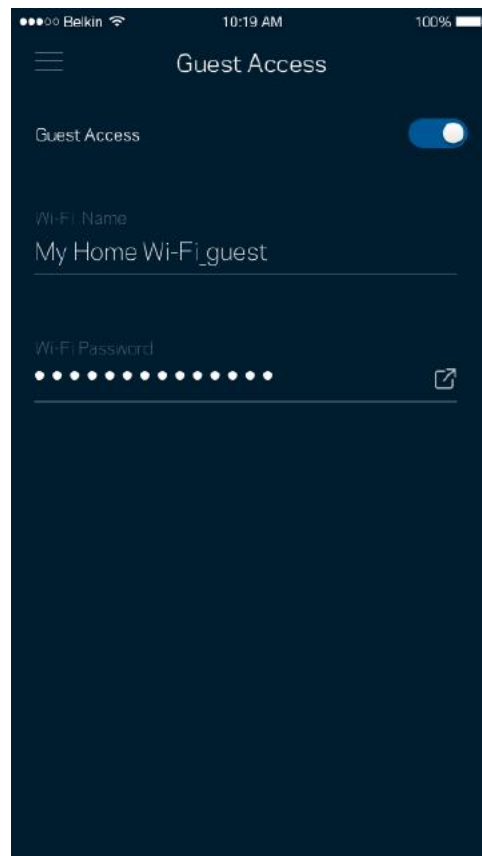 Belkin 10:19 AM 100%
Guest Access
Guest Access
Wi-Fi Name
My Home Wi-Fi_guest
Wi-Fi Password
••••••••••••••